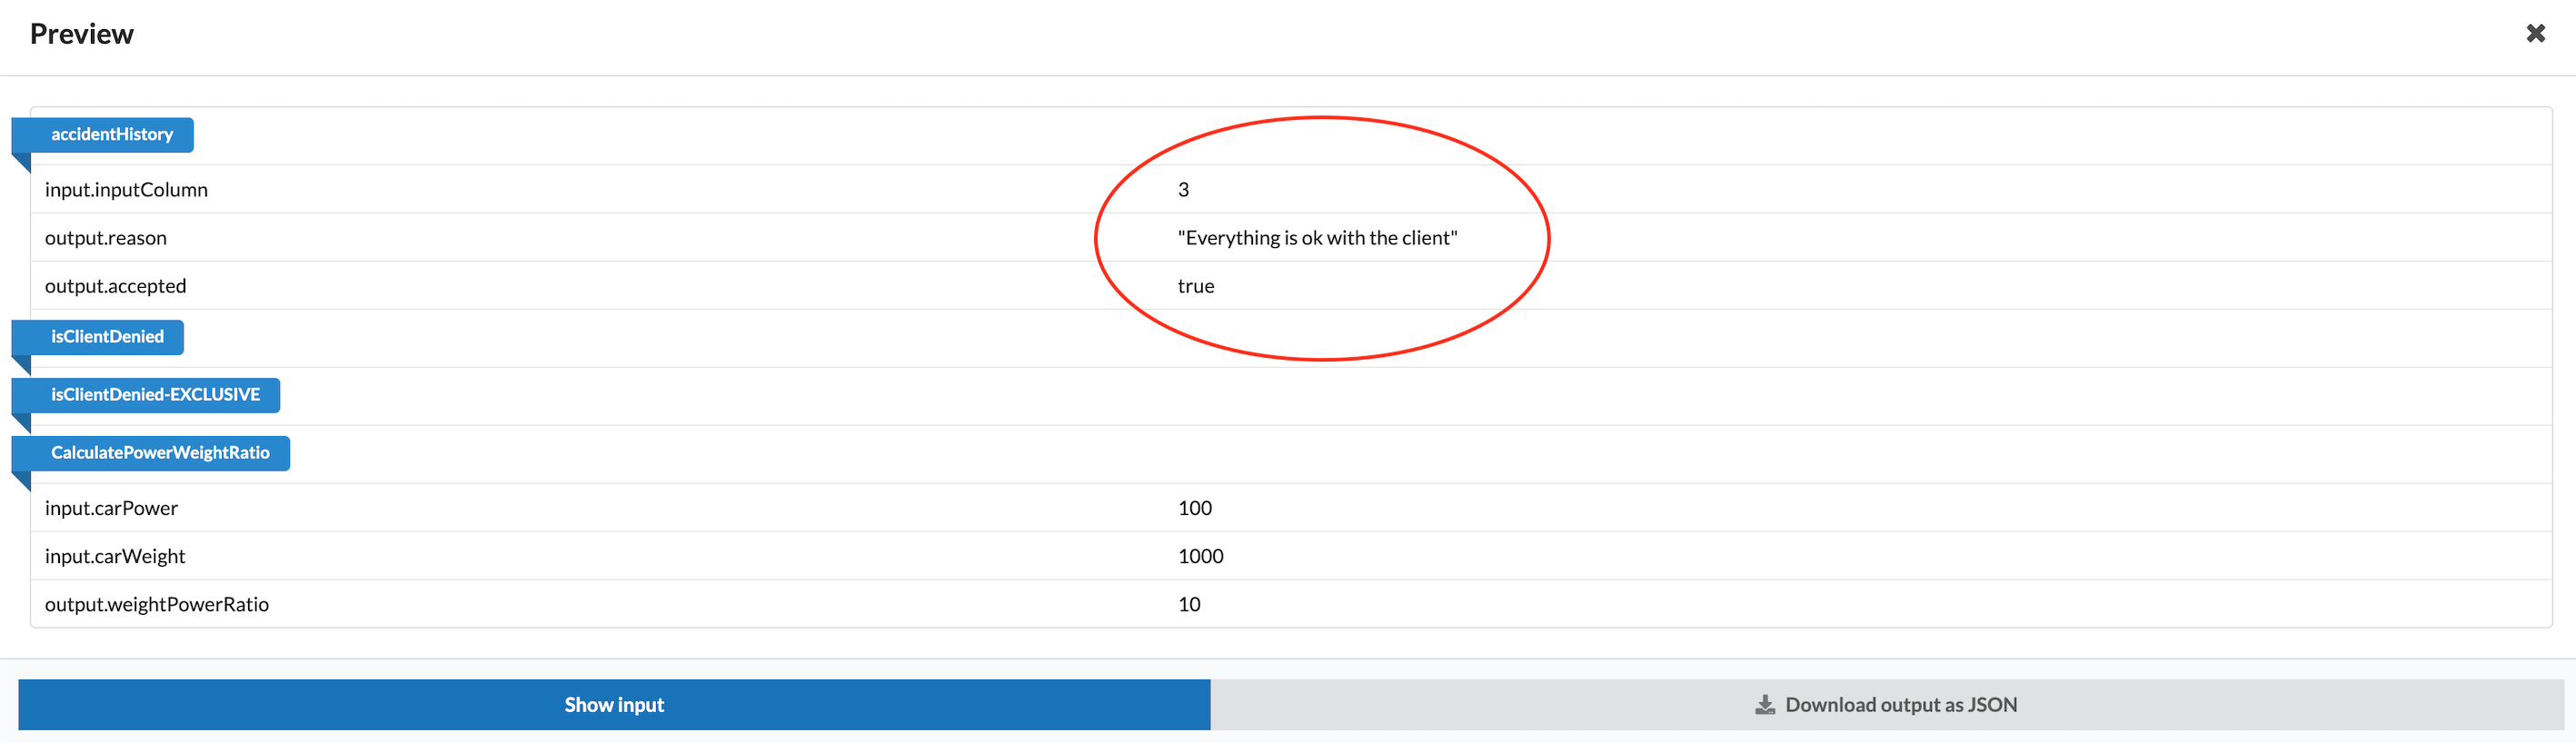 Preview
accidentHistory
input.inputColumn 3
output.reason "Everything is ok with the client"
output.accepted true
isClientDenied
isClientDenied-EXCLUSIVE
CalculatePowerWeightRatio
input.carPower 100
input.carWeight 1000
output.weightPowerRatio 10
Show input Download output as JSON